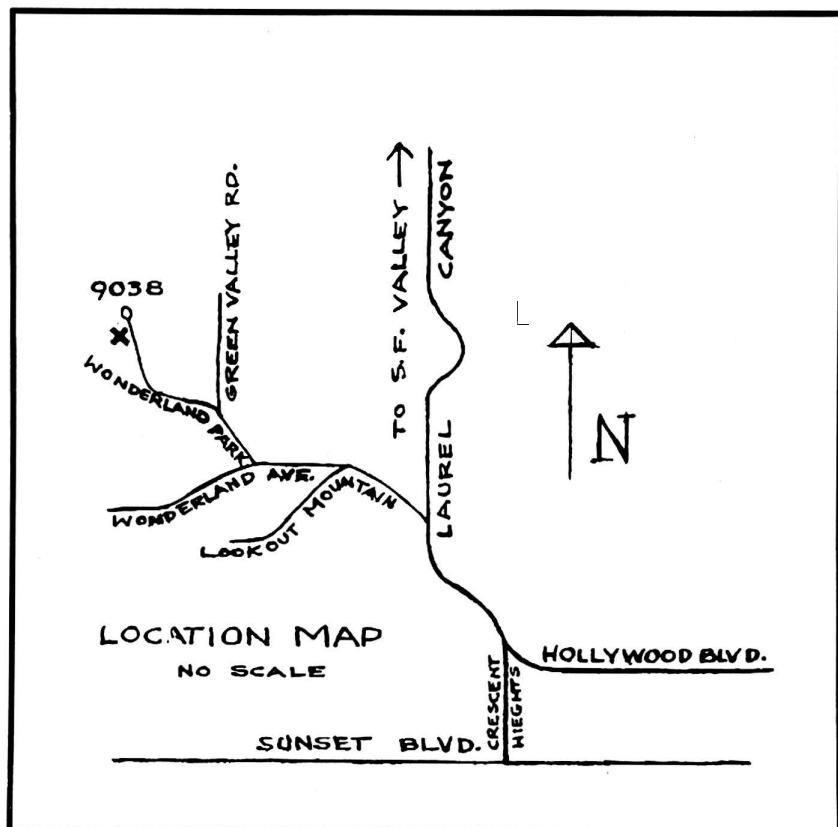 TO S.F. VALLEY
CANYON
GREEN VALLEY RD.
9038
X
WONDERLAND PARK
N
LAUREL
WONDERLAND AVE.
LOOKOUT MOUNTAIN
LOCATION MAP
NO SCALE
HOLLYWOOD BLVD.
CRESCENT
HIEGHTS
SUNSET BLVD.